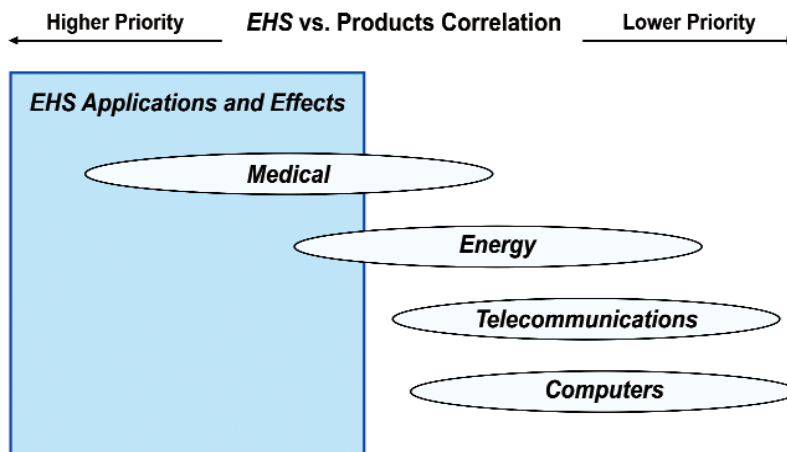 Higher Priority EHS vs. Products Correlation Lower Priority
EHS Applications and Effects
Medical
Energy
Telecommunications
Computers